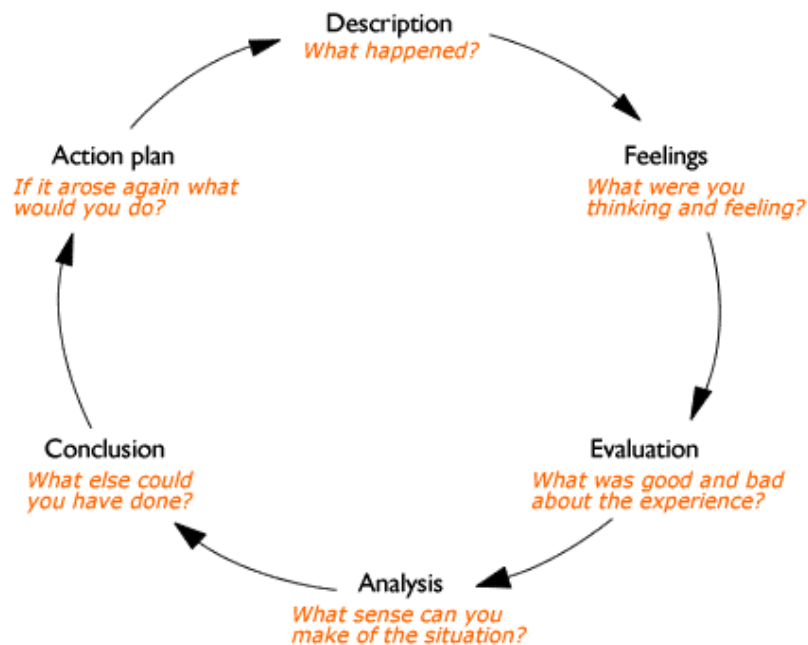 Description
What happened?
Feelings
What were you
thinking and feeling?
Evaluation
What was good and bad
about the experience?
Analysis
What sense can you
make of the situation?
Conclusion
What else could
you have done?
Action plan
If it arose again what
would you do?